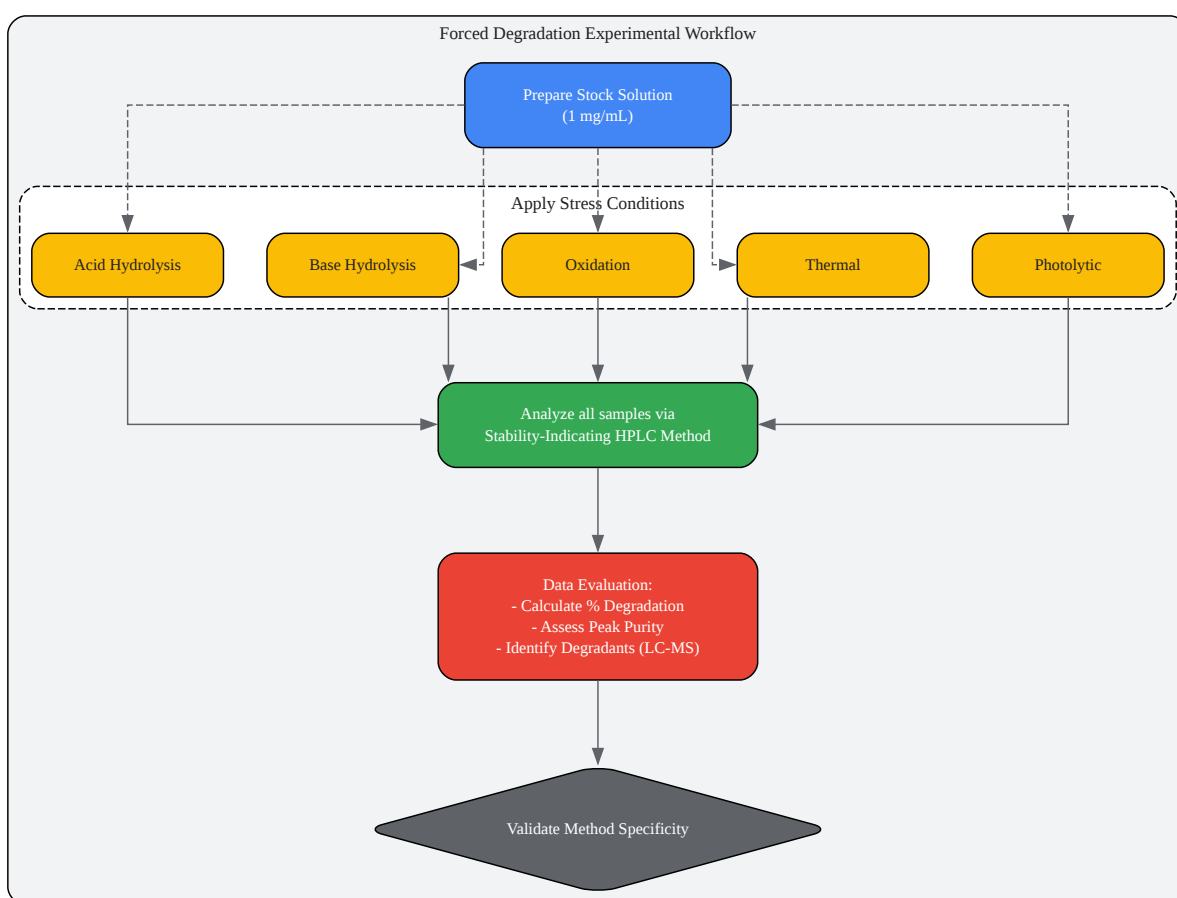 Forced Degradation Experimental Workflow
Prepare Stock Solution
(1 mg/mL)
Apply Stress Conditions
Acid Hydrolysis
Base Hydrolysis
Oxidation
Thermal
Photolytic
Analyze all samples via
Stability-Indicating HPLC Method
Data Evaluation:
- Calculate % Degradation
- Assess Peak Purity
- Identify Degradants (LC-MS)
Validate Method Specificity